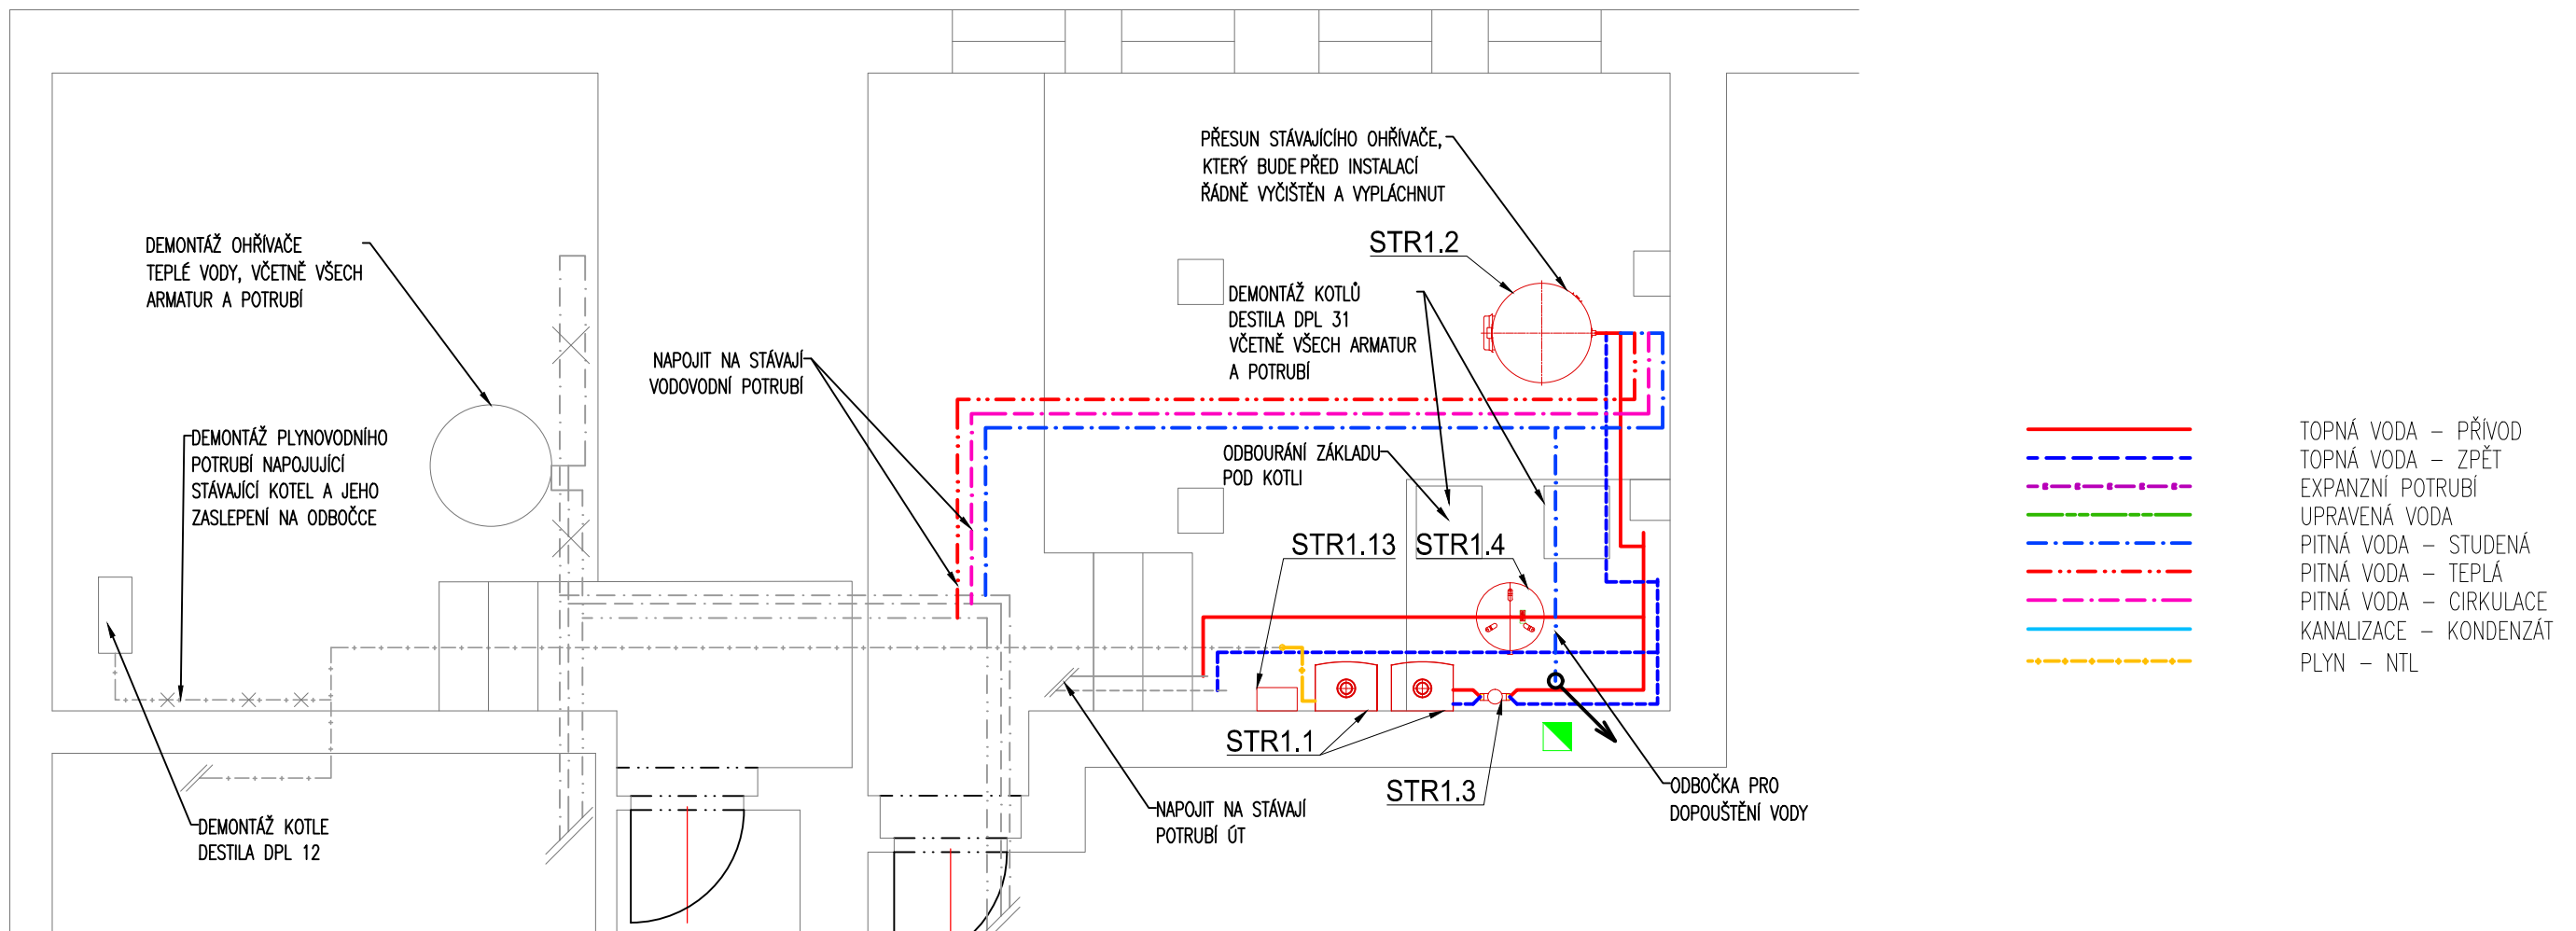 PŘESUN STÁVAJÍCÍHO OHŘÍVAČE,
KTERÝ BUDE PŘED INSTALACÍ
ŘÁDNĚ VYČIŠTĚN A VYPLÁCHNUT
STR1.2
DEMONTÁŽ OHŘÍVAČE
TEPLÉ VODY, VČETNĚ VŠECH
ARMATUR A POTRUBÍ
DEMONTÁŽ KOTLŮ
DESTILA DPL 31
VČETNĚ VŠECH ARMATUR
A POTRUBÍ
NAPOJIT NA STÁVAJÍ
VODOVODNÍ POTRUBÍ
DEMONTÁŽ PLYNOVODNÍHO
POTRUBÍ NAPOJUJÍCÍ
STÁVAJÍCÍ KOTEL A JEHO
ZASLEPENÍ NA ODBOČCE
ODBOURÁNÍ ZÁKLADU
POD KOTLI
STR1.13
STR1.4
STR1.1
STR1.3
ODBOČKA PRO
DOPOUŠTĚNÍ VODY
NAPOJIT NA STÁVAJÍ
POTRUBÍ ÚT
DEMONTÁŽ KOTLE
DESTILA DPL 12
TOPNÁ VODA – PŘÍVOD
TOPNÁ VODA – ZPĚT
EXPANZNÍ POTRUBÍ
UPRAVENÁ VODA
PITNÁ VODA – STUDENÁ
PITNÁ VODA – TEPLÁ
PITNÁ VODA – CIRKULACE
KANALIZACE – KONDENZÁT
PLYN – NTL